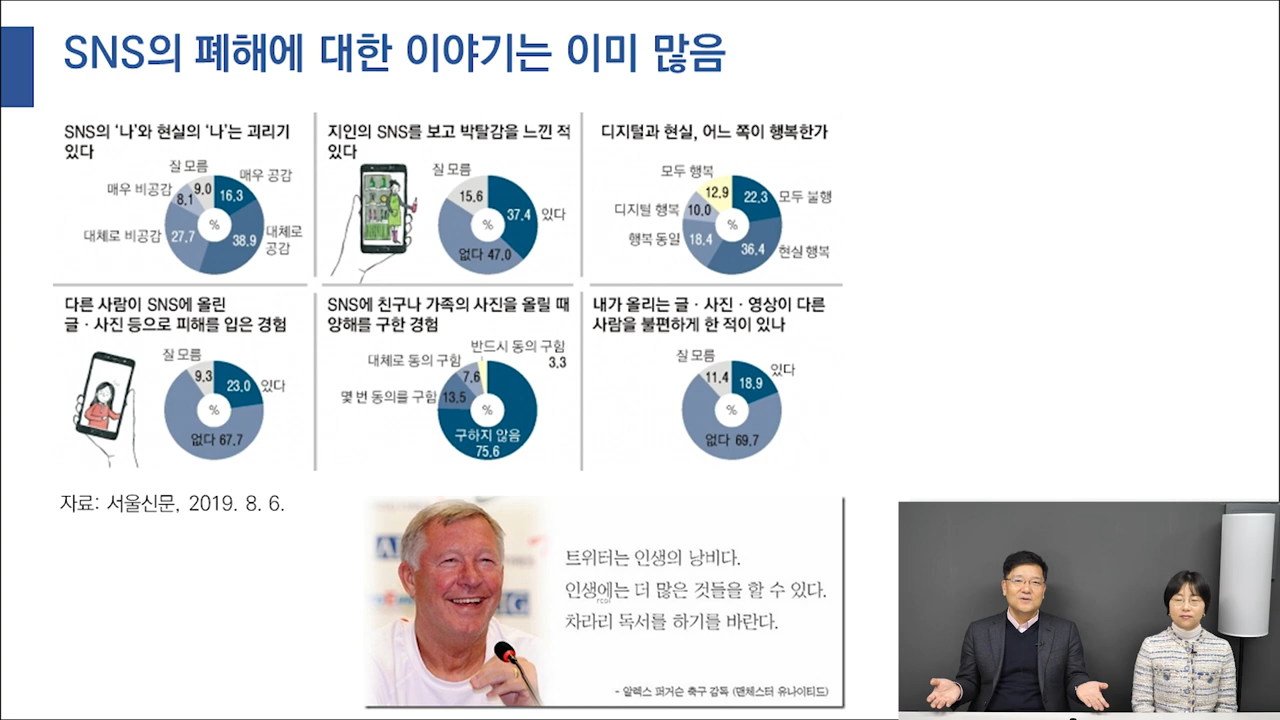 SNS의 폐해에 대한 이야기는 이미 많음
SNS의 '나'와 현실의 '나'는 괴리가
있다
잘 모름
매우 공감
매우 비공감
9.0
16.3
8.1
대체로 비공감
27.7
38.9
대체로
공감
%
지인의 SNS를 보고 박탈감을 느낀 적
있다
잘 모름
15.6
37.4
있다
%
없다 47.0
디지털과 현실, 어느 쪽이 행복한가
모두 행복
12.9
22.3
모두 불행
디지털 행복
10.0
%
행복 동일
18.4
36.4
현실 행복
다른 사람이 SNS에 올린
글·사진 등으로 피해를 입은 경험
잘 모름
9.3
23.0
있다
%
없다 67.7
SNS에 친구나 가족의 사진을 올릴 때
양해를 구한 경험
반드시 동의 구함
3.3
대체로 동의 구함
7.6
몇 번 동의를 구함
13.5
%
구하지 않음
75.6
내가 올리는 글·사진·영상이 다른
사람을 불편하게 한 적이 있나
잘 모름
11.4
18.9
있다
%
없다 69.7
자료: 서울신문, 2019. 8. 6.
트위터는 인생의 낭비다.
인생에는 더 많은 것들을 할 수 있다.
차라리 독서를 하기를 바란다.
- 알렉스 퍼거슨 축구 감독 (맨체스터 유나이티드)